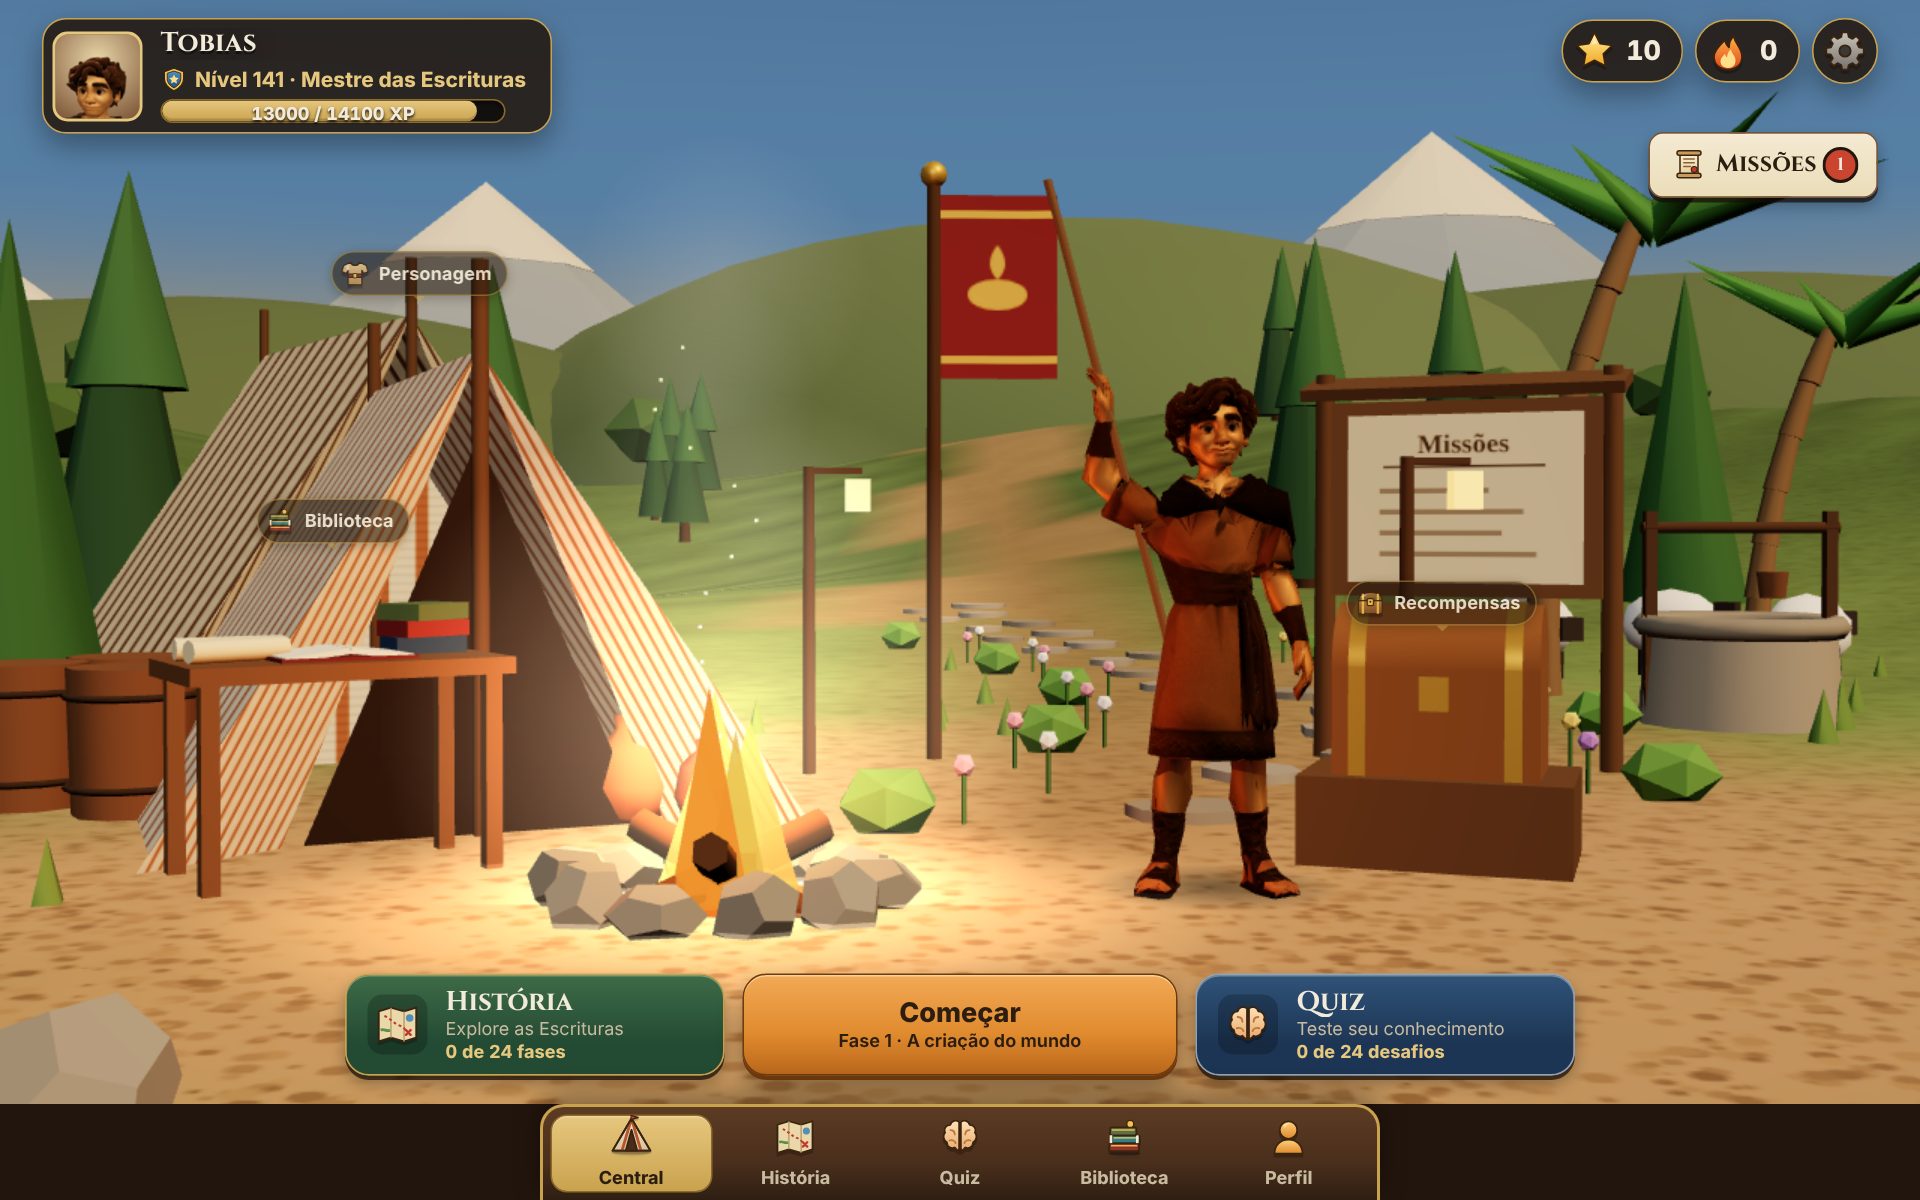 Tobias
Nível 141 · Mestre das Escrituras
13000 / 14100 XP
10
0
Missões 1
Personagem
Biblioteca
Missões
Recompensas
História
Explore as Escrituras
0 de 24 fases
Começar
Fase 1 · A criação do mundo
Quiz
Teste seu conhecimento
0 de 24 desafios
Central
História
Quiz
Biblioteca
Perfil